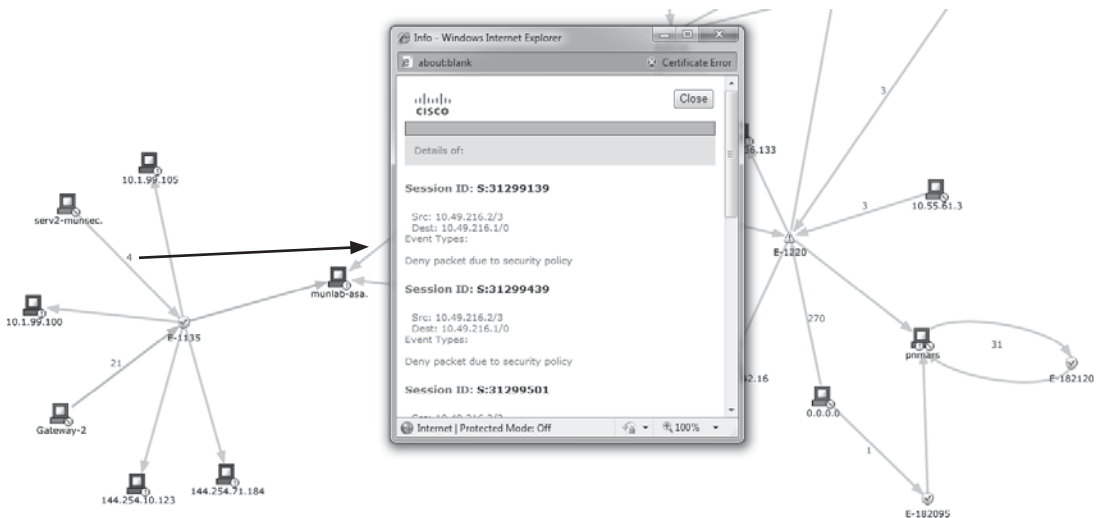 10.1.99.105
serv2-munsec.
4
10.1.99.100
E-1135
21
Gateway-2
144.254.10.123
144.254.71.184
munlab-asa.
Info - Windows Internet Explorer
about:blank
Certificate Error
CISCO
Close
Details of:
Session ID: S:31299139
Src: 10.49.216.2/3
Dest: 10.49.216.1/0
Event Types:
Deny packet due to security policy
Session ID: S:31299439
Src: 10.49.216.2/3
Dest: 10.49.216.1/0
Event Types:
Deny packet due to security policy
Session ID: S:31299501
Internet | Protected Mode: Off
100%
3
6.133
3
10.55.61.3
E-1220
270
pnmars
31
E-182120
2.16
0.0.0.0
1
E-182095